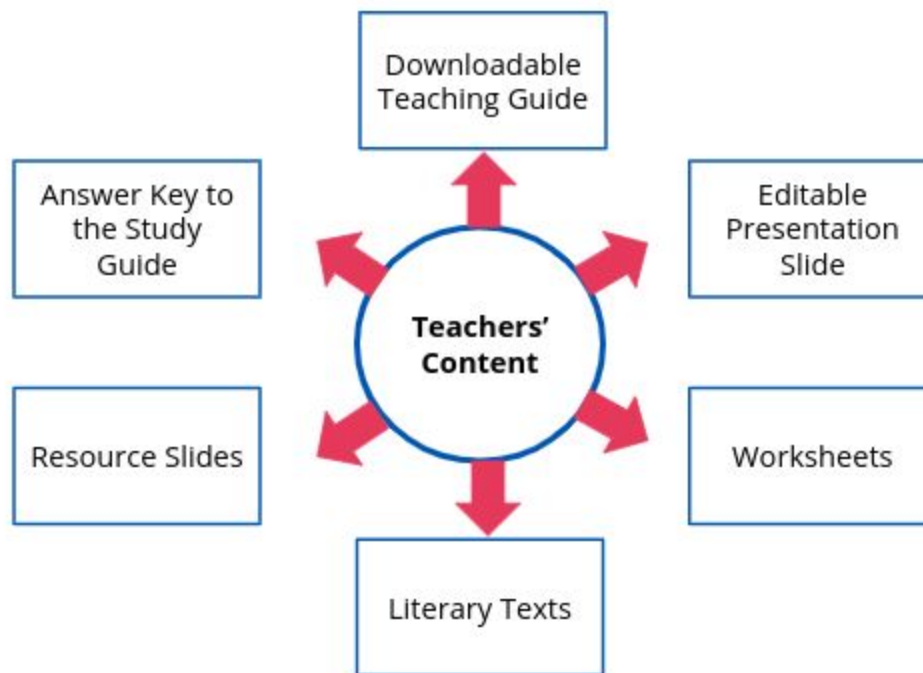 Downloadable
Teaching Guide
Answer Key to
the Study
Guide
Editable
Presentation
Slide
Teachers’
Content
Resource Slides
Worksheets
Literary Texts